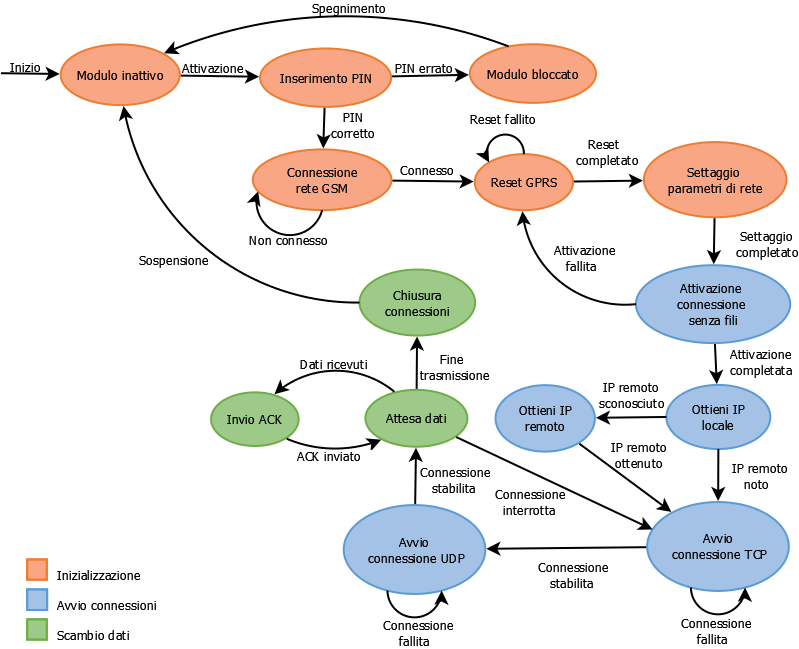 Spegnimento
Inizio
Modulo inattivo
Attivazione
Inserimento PIN
PIN errato
Modulo bloccato
PIN
corretto
Reset fallito
Connessione
rete GSM
Connesso
Reset GPRS
Reset
completato
Settaggio
parametri di rete
Non connesso
Settaggio
completato
Sospensione
Attivazione
fallita
Chiusura
connessioni
Attivazione
connessione
senza fili
Fine
trasmissione
Attivazione
completata
Dati ricevuti
IP remoto
sconosciuto
Invio ACK
Attesa dati
Ottieni IP
remoto
Ottieni IP
locale
ACK inviato
IP remoto
ottenuto
IP remoto
noto
Connessione
stabilita
Connessione
interrotta
Avvio
connessione UDP
Avvio
connessione TCP
Connessione
stabilita
Connessione
fallita
Connessione
fallita
Inizializzazione
Avvio connessioni
Scambio dati